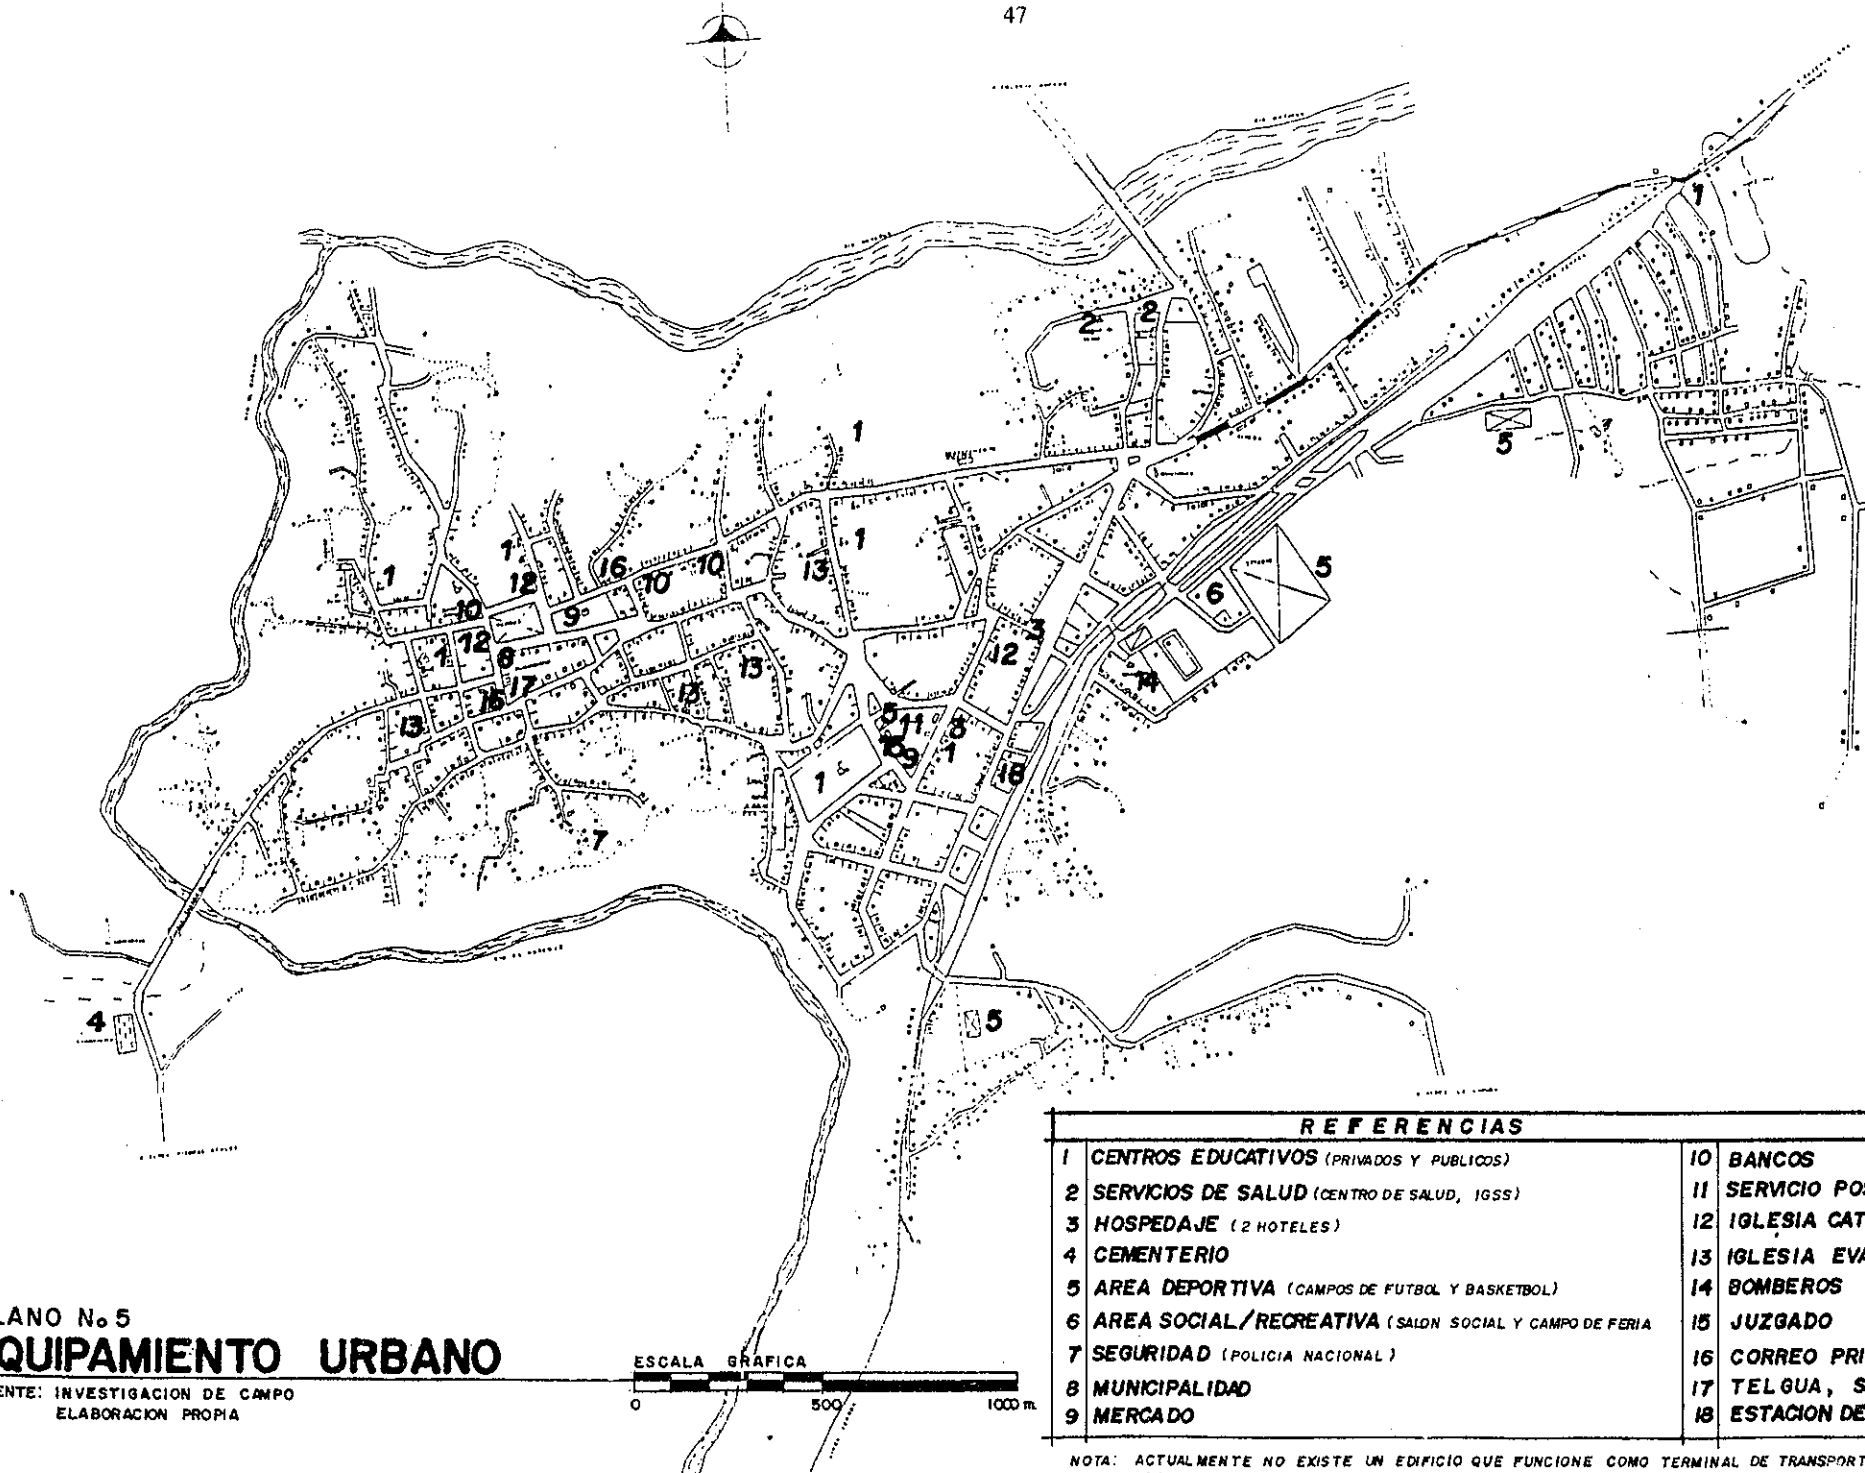 47
REFERENCIAS
1 CENTROS EDUCATIVOS (PRIVADOS Y PUBLICOS)
2 SERVICIOS DE SALUD (CENTRO DE SALUD, IGSS)
3 HOSPEDAJE (2 HOTELES)
4 CEMENTERIO
5 AREA DEPORTIVA (CAMPOS DE FUTBOL Y BASKETBOL)
6 AREA SOCIAL/RECREATIVA (SALON SOCIAL Y CAMPO DE FERIA
7 SEGURIDAD (POLICIA NACIONAL)
8 MUNICIPALIDAD
9 MERCADO
10 BANCOS
11 SERVICIO POS
12 IGLESIA CAT
13 IGLESIA EVA
14 BOMBEROS
15 JUZGADO
16 CORREO PRI
17 TELGUA, S
18 ESTACION DE
NOTA: ACTUALMENTE NO EXISTE UN EDIFICIO QUE FUNCIONE COMO TERMINAL DE TRANSPORT
LANO No 5
QUIPAMIENTO URBANO
ENTE: INVESTIGACION DE CAMPO
ELABORACION PROPIA
ESCALA GRAFICA
0 500 1000 m.